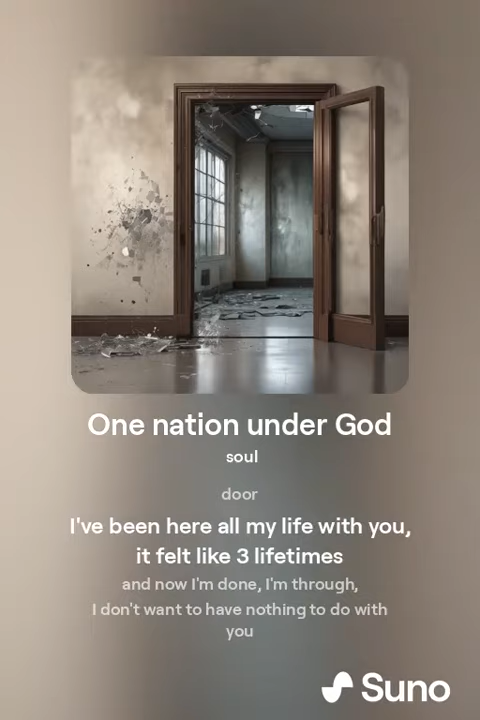 One nation under God
soul
door
I've been here all my life with you,
it felt like 3 lifetimes
and now I'm done, I'm through,
I don't want to have nothing to do with
you
Suno